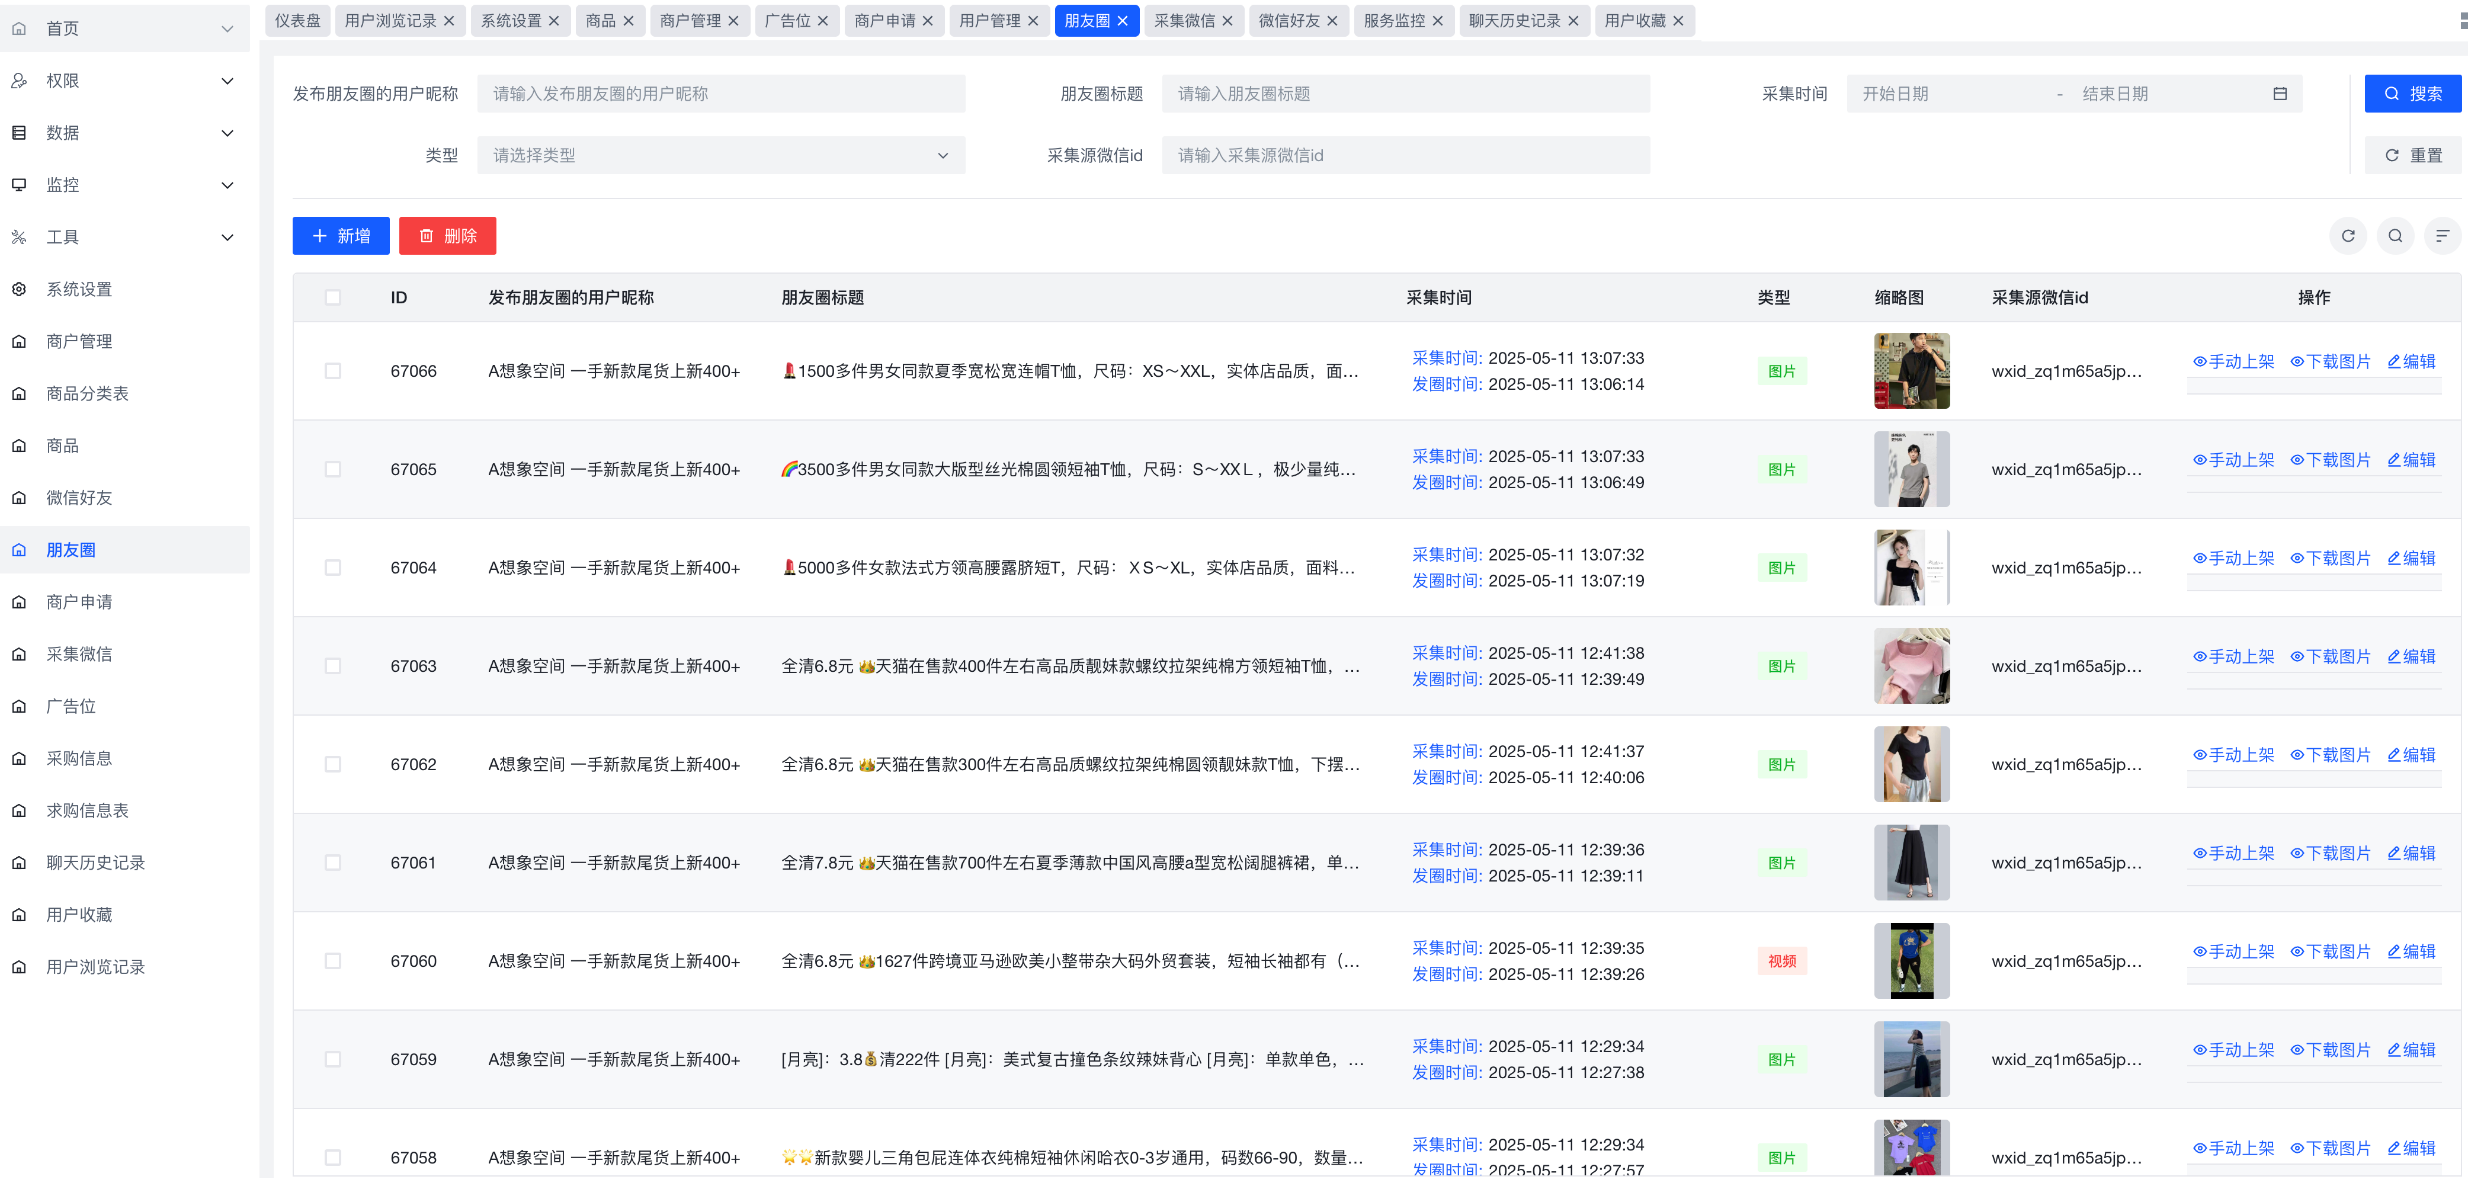 首页
权限
数据
监控
工具
系统设置
商户管理
商品分类表
商品
微信好友
朋友圈
商户申请
采集微信
广告位
采购信息
求购信息表
聊天历史记录
用户收藏
用户浏览记录
仪表盘 用户浏览记录 系统设置 商品 商户管理 广告位 商户申请 用户管理 朋友圈 采集微信 微信好友 服务监控 聊天历史记录 用户收藏
发布朋友圈的用户昵称 请输入发布朋友圈的用户昵称 朋友圈标题 请输入朋友圈标题 采集时间 开始日期 - 结束日期 搜索
类型 请选择类型 采集源微信id 请输入采集源微信id 重置
新增 删除
ID 发布朋友圈的用户昵称 朋友圈标题 采集时间 类型 缩略图 采集源微信id 操作
67066 A想象空间 一手新款尾货上新400+ 💄1500多件男女同款夏季宽松宽连帽T恤，尺码：XS～XXL，实体店品质，面... 采集时间: 2025-05-11 13:07:33 图片 wxid_zq1m65a5jp... 手动上架 下载图片 编辑
发圈时间: 2025-05-11 13:06:14
67065 A想象空间 一手新款尾货上新400+ 🌈3500多件男女同款大版型丝光棉圆领短袖T恤，尺码：S～XXＬ，极少量纯... 采集时间: 2025-05-11 13:07:33 图片 wxid_zq1m65a5jp... 手动上架 下载图片 编辑
发圈时间: 2025-05-11 13:06:49
67064 A想象空间 一手新款尾货上新400+ 💄5000多件女款法式方领高腰露脐短T，尺码：ＸS～XL，实体店品质，面料... 采集时间: 2025-05-11 13:07:32 图片 wxid_zq1m65a5jp... 手动上架 下载图片 编辑
发圈时间: 2025-05-11 13:07:19
67063 A想象空间 一手新款尾货上新400+ 全清6.8元 👑天猫在售款400件左右高品质靓妹款螺纹拉架纯棉方领短袖T恤，... 采集时间: 2025-05-11 12:41:38 图片 wxid_zq1m65a5jp... 手动上架 下载图片 编辑
发圈时间: 2025-05-11 12:39:49
67062 A想象空间 一手新款尾货上新400+ 全清6.8元 👑天猫在售款300件左右高品质螺纹拉架纯棉圆领靓妹款T恤，下摆... 采集时间: 2025-05-11 12:41:37 图片 wxid_zq1m65a5jp... 手动上架 下载图片 编辑
发圈时间: 2025-05-11 12:40:06
67061 A想象空间 一手新款尾货上新400+ 全清7.8元 👑天猫在售款700件左右夏季薄款中国风高腰a型宽松阔腿裤裙，单... 采集时间: 2025-05-11 12:39:36 图片 wxid_zq1m65a5jp... 手动上架 下载图片 编辑
发圈时间: 2025-05-11 12:39:11
67060 A想象空间 一手新款尾货上新400+ 全清6.8元 👑1627件跨境亚马逊欧美小整带杂大码外贸套装，短袖长袖都有（... 采集时间: 2025-05-11 12:39:35 视频 wxid_zq1m65a5jp... 手动上架 下载图片 编辑
发圈时间: 2025-05-11 12:39:26
67059 A想象空间 一手新款尾货上新400+ [月亮]：3.8💰清222件 [月亮]：美式复古撞色条纹辣妹背心 [月亮]：单款单色，... 采集时间: 2025-05-11 12:29:34 图片 wxid_zq1m65a5jp... 手动上架 下载图片 编辑
发圈时间: 2025-05-11 12:27:38
67058 A想象空间 一手新款尾货上新400+ 🌟🌟新款婴儿三角包屁连体衣纯棉短袖休闲哈衣0-3岁通用，码数66-90，数量... 采集时间: 2025-05-11 12:29:34 图片 wxid_zq1m65a5jp... 手动上架 下载图片 编辑
发圈时间: 2025-05-11 12:27:57